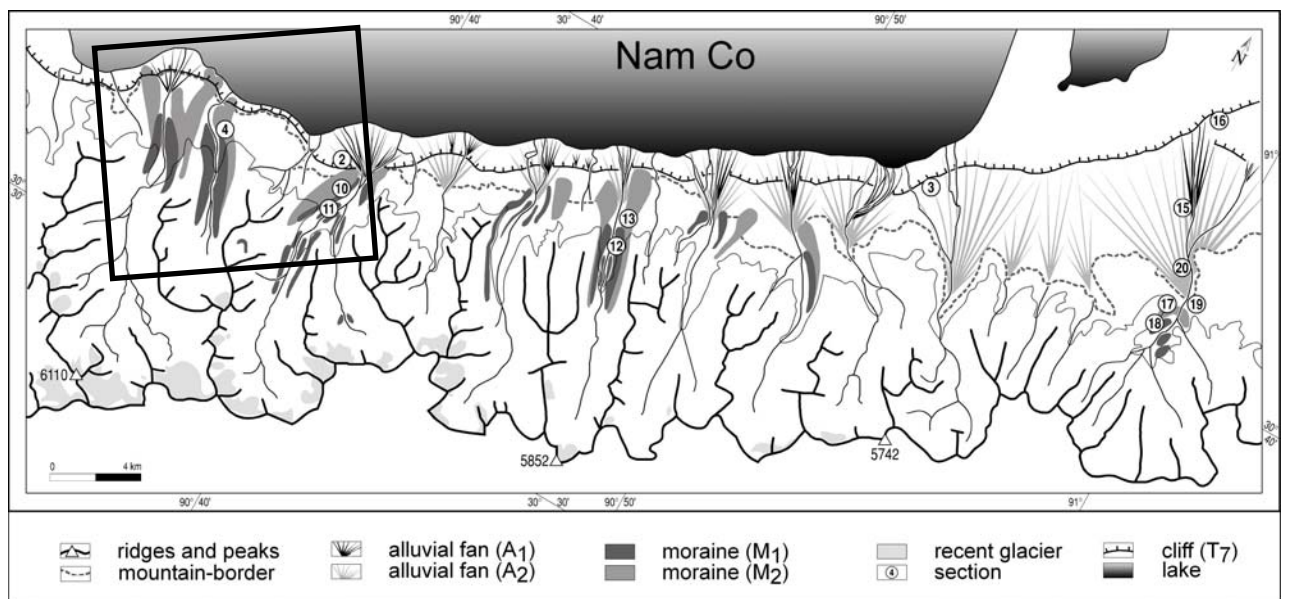 90° 40' 30° 40' 90° 50'
Nam Co
N
16
4
2
91°
30° 30'
10
3
11
13
15
12
20
17 19
18
6110
5852
5742
30° 40'
0 4 km
90° 40' 30° 30' 90° 50' 91°
ridges and peaks alluvial fan (A1) moraine (M1) recent glacier cliff (T7)
mountain-border alluvial fan (A2) moraine (M2) 4 section lake